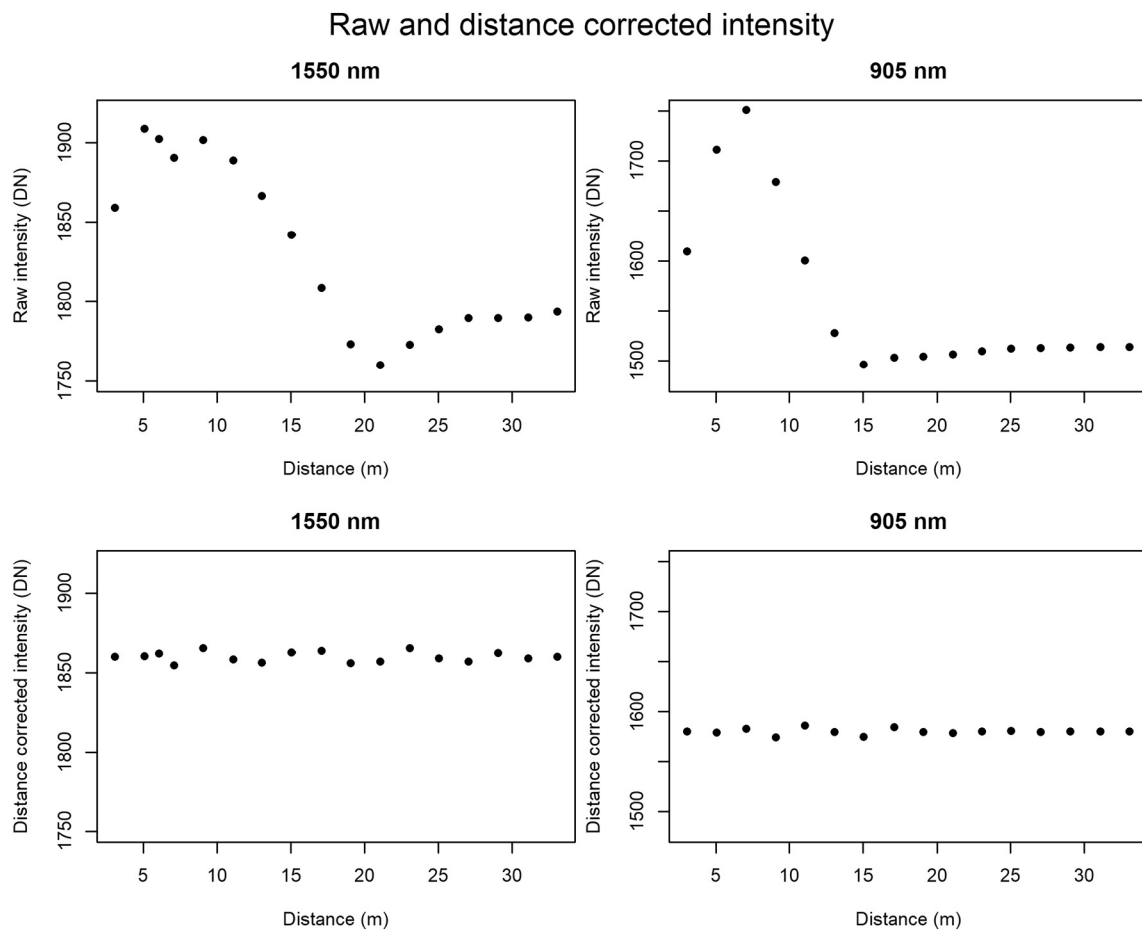 Raw and distance corrected intensity
1550 nm
Raw intensity (DN)
1900
1850
1800
1750
5 10 15 20 25 30
Distance (m)
905 nm
Raw intensity (DN)
1700
1600
1500
5 10 15 20 25 30
Distance (m)
1550 nm
Distance corrected intensity (DN)
1900
1850
1800
1750
5 10 15 20 25 30
Distance (m)
905 nm
Distance corrected intensity (DN)
1700
1600
1500
5 10 15 20 25 30
Distance (m)